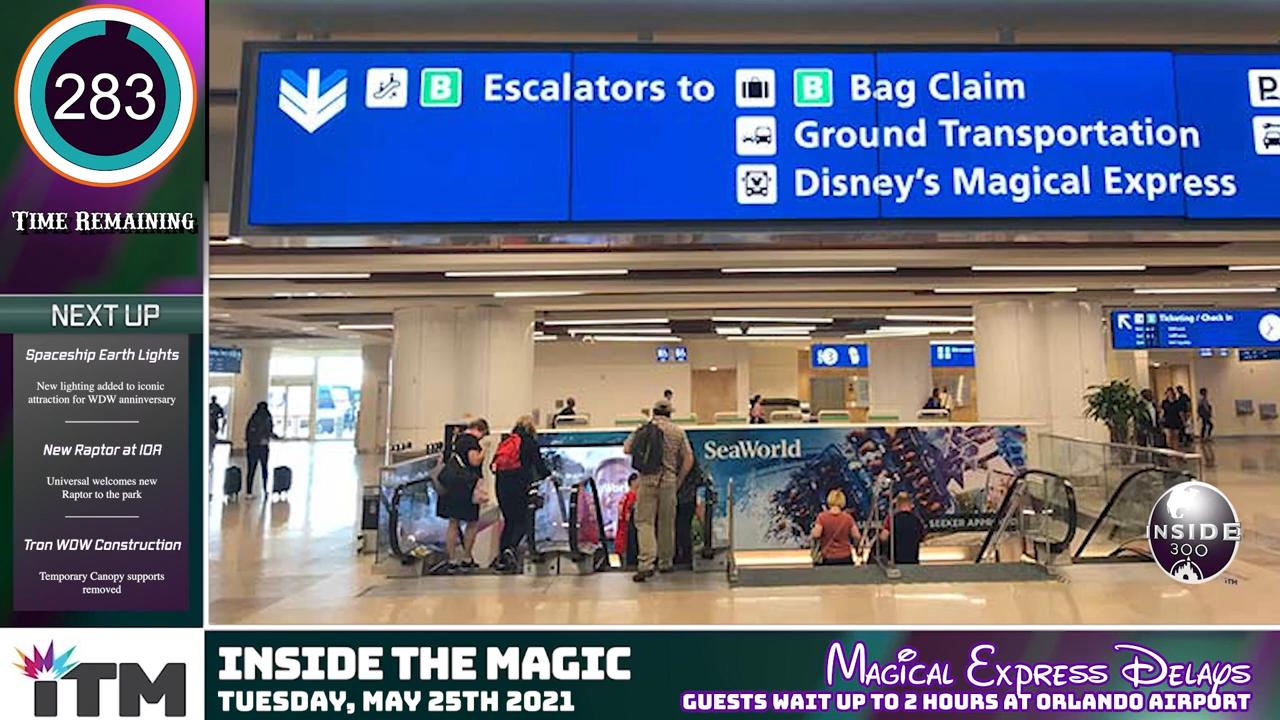 283
Time Remaining
NEXT UP
Spaceship Earth Lights
New lighting added to iconic
attraction for WDW anninversary
New Raptor at IOA
Universal welcomes new
Raptor to the park
Tron WDW Construction
Temporary Canopy supports
removed
B Escalators to
B Bag Claim
Ground Transportation
Disney's Magical Express
P
Ticketing / Check In
SeaWorld
INSIDE
300
TM
iTM
INSIDE THE MAGIC
TUESDAY, MAY 25TH 2021
Magical Express Delays
GUESTS WAIT UP TO 2 HOURS AT ORLANDO AIRPORT